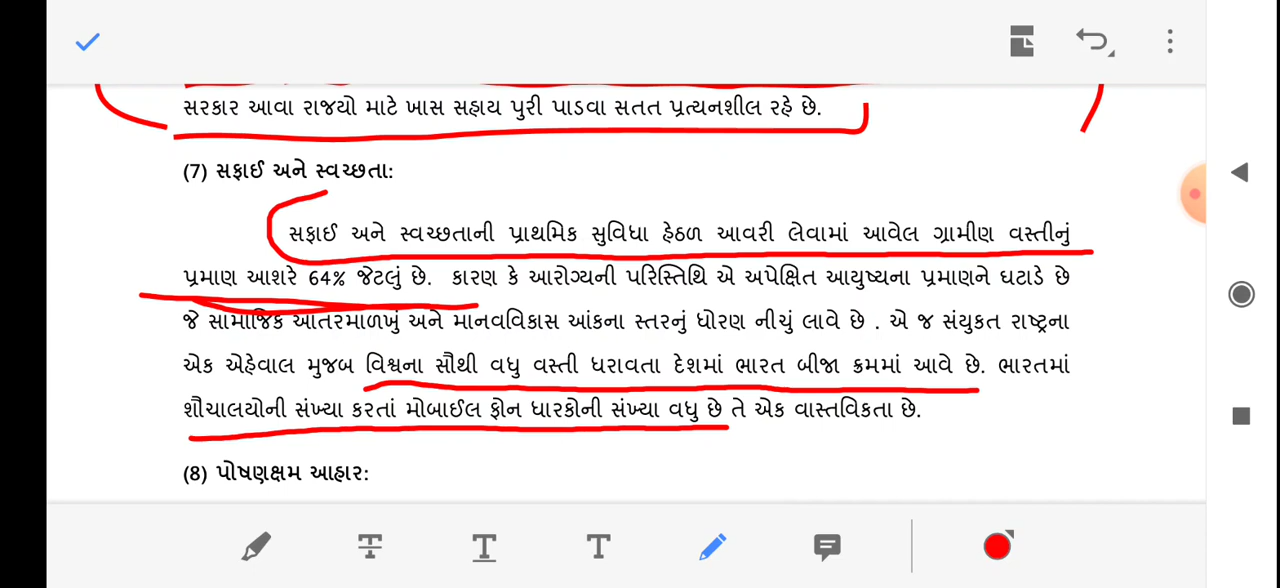 સરકાર આવા રાજયો માટે ખાસ સહાય પુરી પાડવા સતત પ્રત્યનશીલ રહે છે.
(7) સફાઈ અને સ્વચ્છતા:
સફાઈ અને સ્વચ્છતાની પ્રાથમિક સુવિધા હેઠળ આવરી લેવામાં આવેલ ગ્રામીણ વસ્તીનું
પ્રમાણ આશરે 64% જેટલું છે. કારણ કે આરોગ્યની પરિસ્તિથિ એ અપેક્ષિત આયુષ્યના પ્રમાણને ઘટાડે છે
જે સામાજિક આંતરમાળખું અને માનવવિકાસ આંકના સ્તરનું ધોરણ નીચું લાવે છે . એ જ સંયુકત રાષ્ટ્રના
એક એહેવાલ મુજબ વિશ્વના સૌથી વધુ વસ્તી ધરાવતા દેશમાં ભારત બીજા ક્રમમાં આવે છે. ભારતમાં
શૌચાલયોની સંખ્યા કરતાં મોબાઈલ ફોન ધારકોની સંખ્યા વધુ છે તે એક વાસ્તવિકતા છે.
(8) પોષણક્ષમ આહાર: